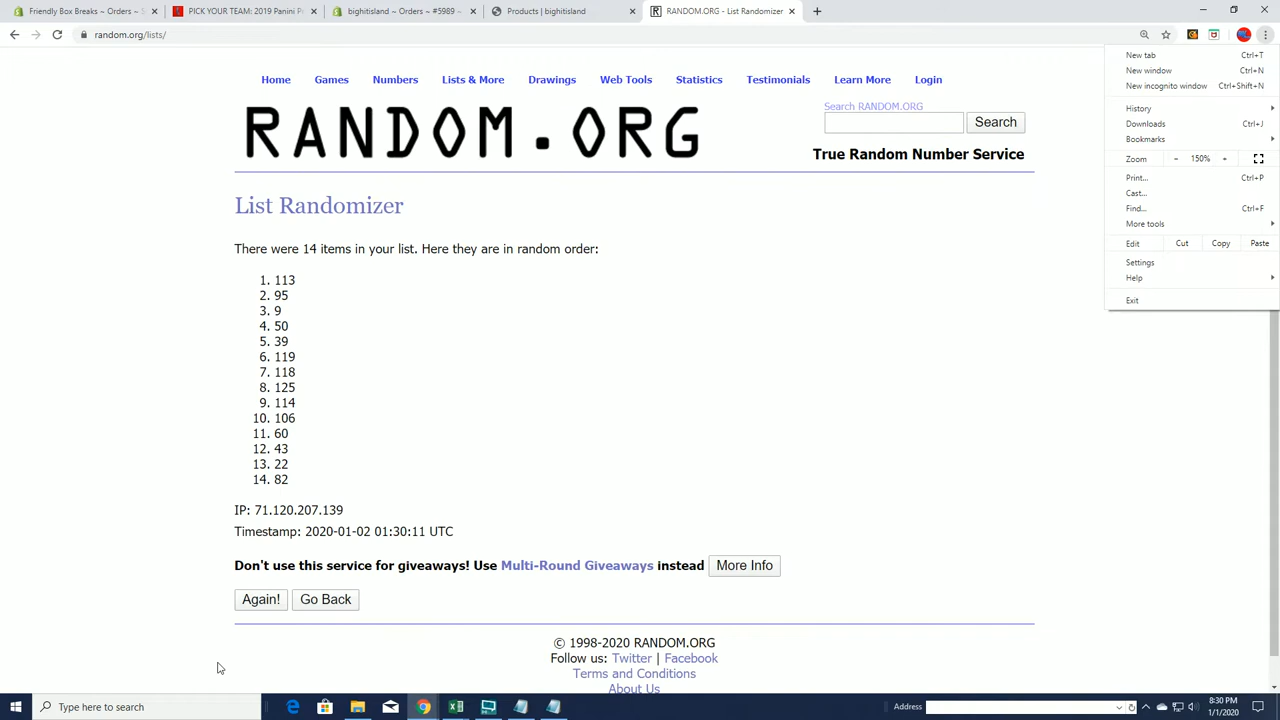 Friendly Box Breaks ~ Orders ~ S
PICK YOUR TEAM: 2019 Panini P
bighitisland ~ Orders ~ #5989 ~
Products | bighitisland
RANDOM.ORG - List Randomizer
random.org/lists/
Home Games Numbers Lists & More Drawings Web Tools Statistics Testimonials Learn More Login
RANDOM.ORG
Search RANDOM.ORG
Search
True Random Number Service
List Randomizer
There were 14 items in your list. Here they are in random order:
1. 113
2. 95
3. 9
4. 50
5. 39
6. 119
7. 118
8. 125
9. 114
10. 106
11. 60
12. 43
13. 22
14. 82
IP: 71.120.207.139
Timestamp: 2020-01-02 01:30:11 UTC
Don't use this service for giveaways! Use Multi-Round Giveaways instead More Info
Again! Go Back
© 1998-2020 RANDOM.ORG
Follow us: Twitter | Facebook
Terms and Conditions
About Us
New tab Ctrl+T
New window Ctrl+N
New incognito window Ctrl+Shift+N
History
Downloads Ctrl+J
Bookmarks
Zoom - 150% +
Print... Ctrl+P
Cast...
Find... Ctrl+F
More tools
Edit Cut Copy Paste
Settings
Help
Exit
Type here to search
Address
8:30 PM
1/1/2020